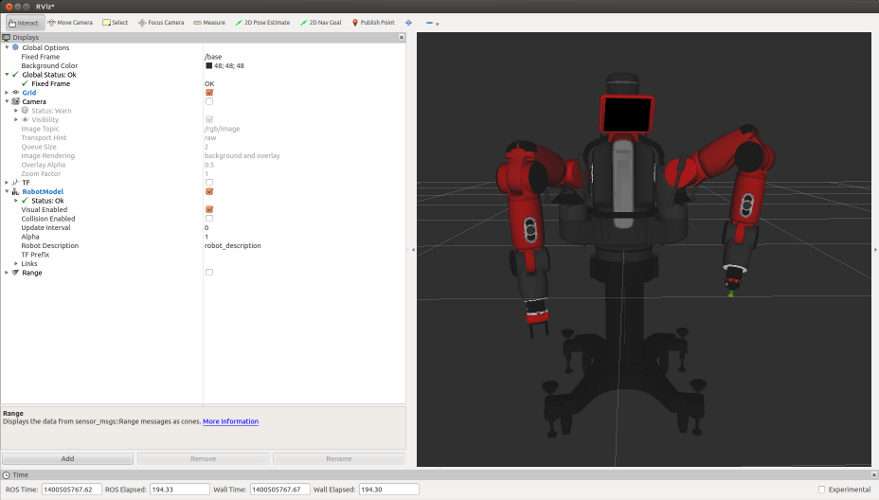 RViz*
Interact Move Camera Select Focus Camera Measure 2D Pose Estimate 2D Nav Goal Publish Point
Displays
Global Options
Fixed Frame /base
Background Color 48; 48; 48
Global Status: Ok
Fixed Frame OK
Grid
Camera
Status: Warn
Visibility
Image Topic /rgb/image
Transport Hint raw
Queue Size 2
Image Rendering background and overlay
Overlay Alpha 0.5
Zoom Factor 1
TF
RobotModel
Status: Ok
Visual Enabled
Collision Enabled
Update Interval 0
Alpha 1
Robot Description robot_description
TF Prefix
Links
Range
Range
Displays the data from sensor_msgs::Range messages as cones. More Information
Add Remove Rename
Time
ROS Time: 1400505767.62 ROS Elapsed: 194.33 Wall Time: 1400505767.67 Wall Elapsed: 194.30 Experimental